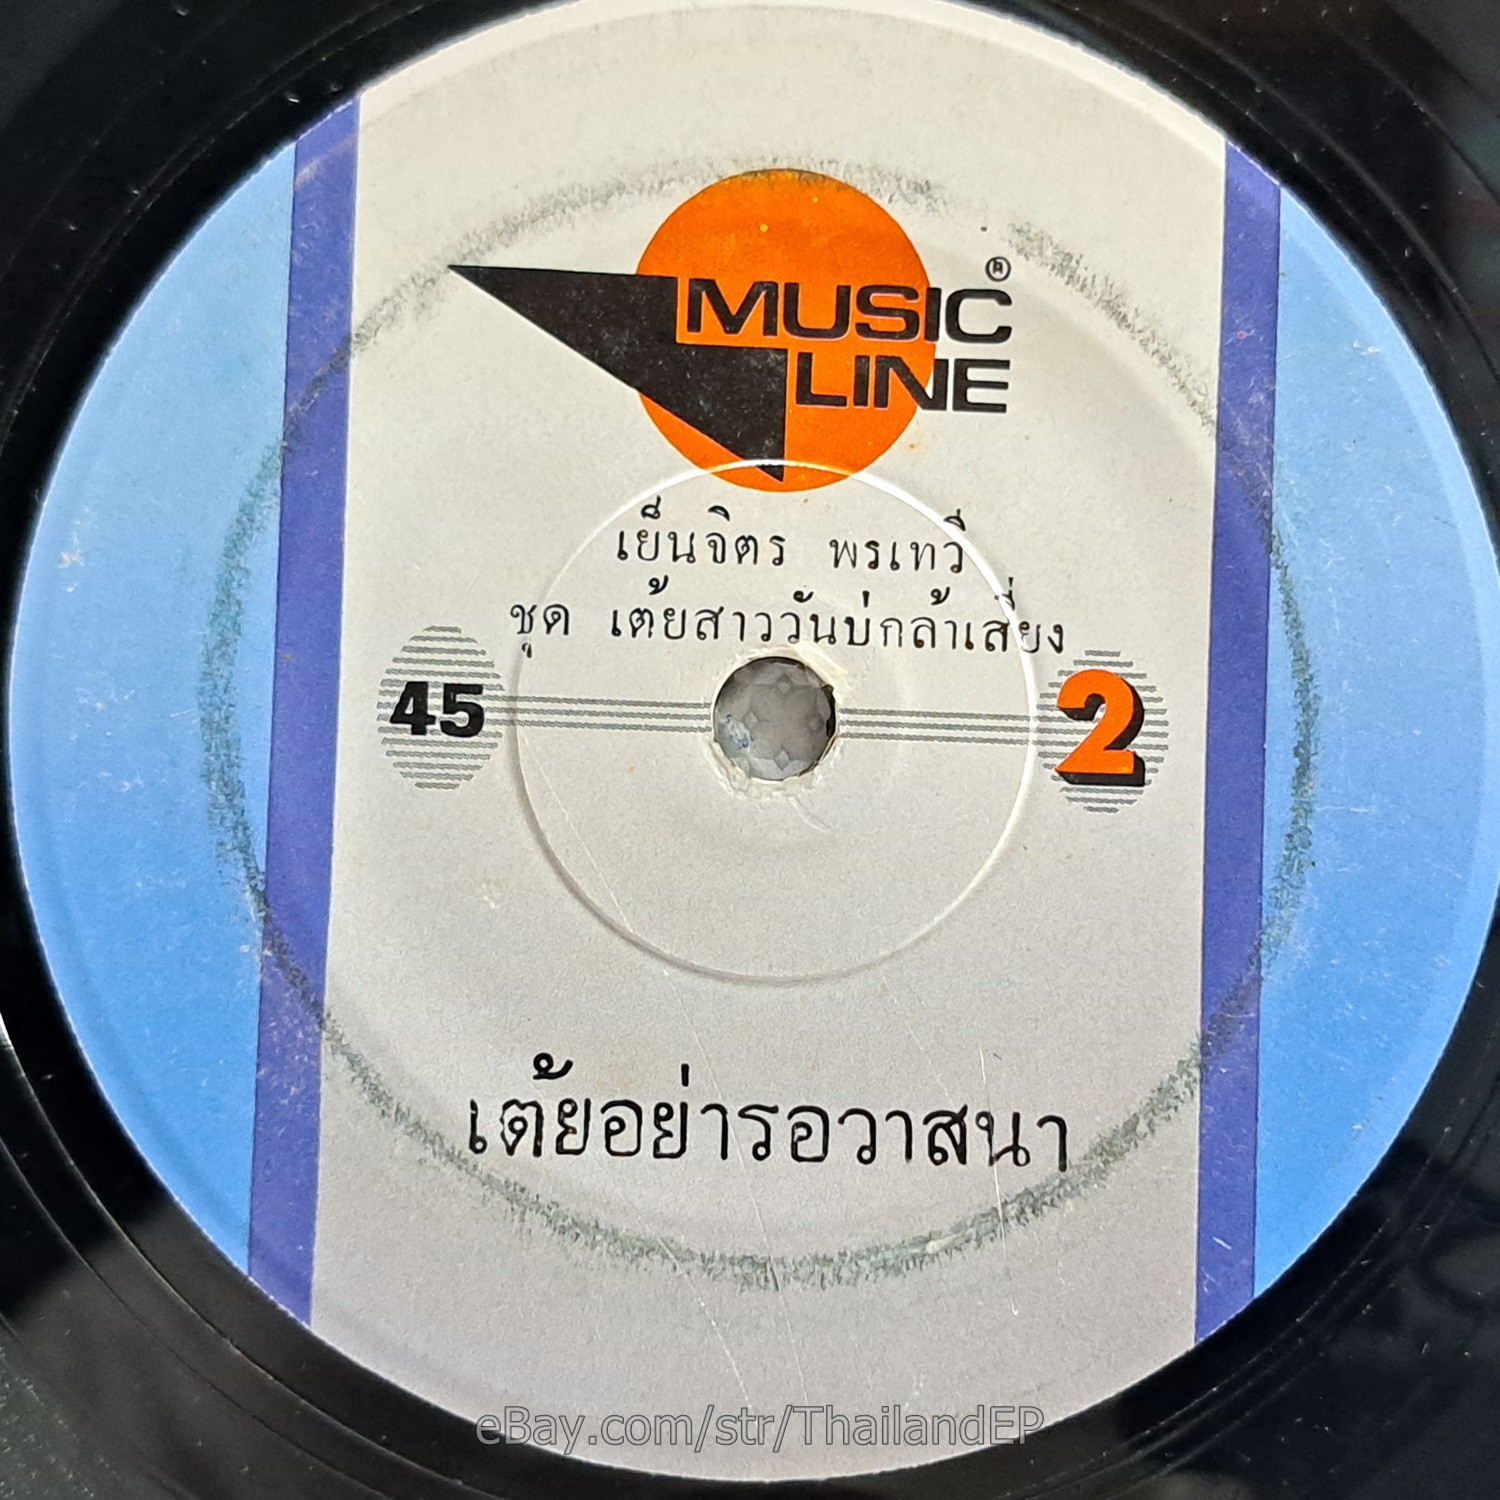 MUSIC ®
LINE
เย็นจิตร พรเทวี
ชุด เต้ยสาววันบ่กล้าเสี่ยง
45
2
เต้ยอย่ารอวาสนา
eBay.com/str/ThailandEP